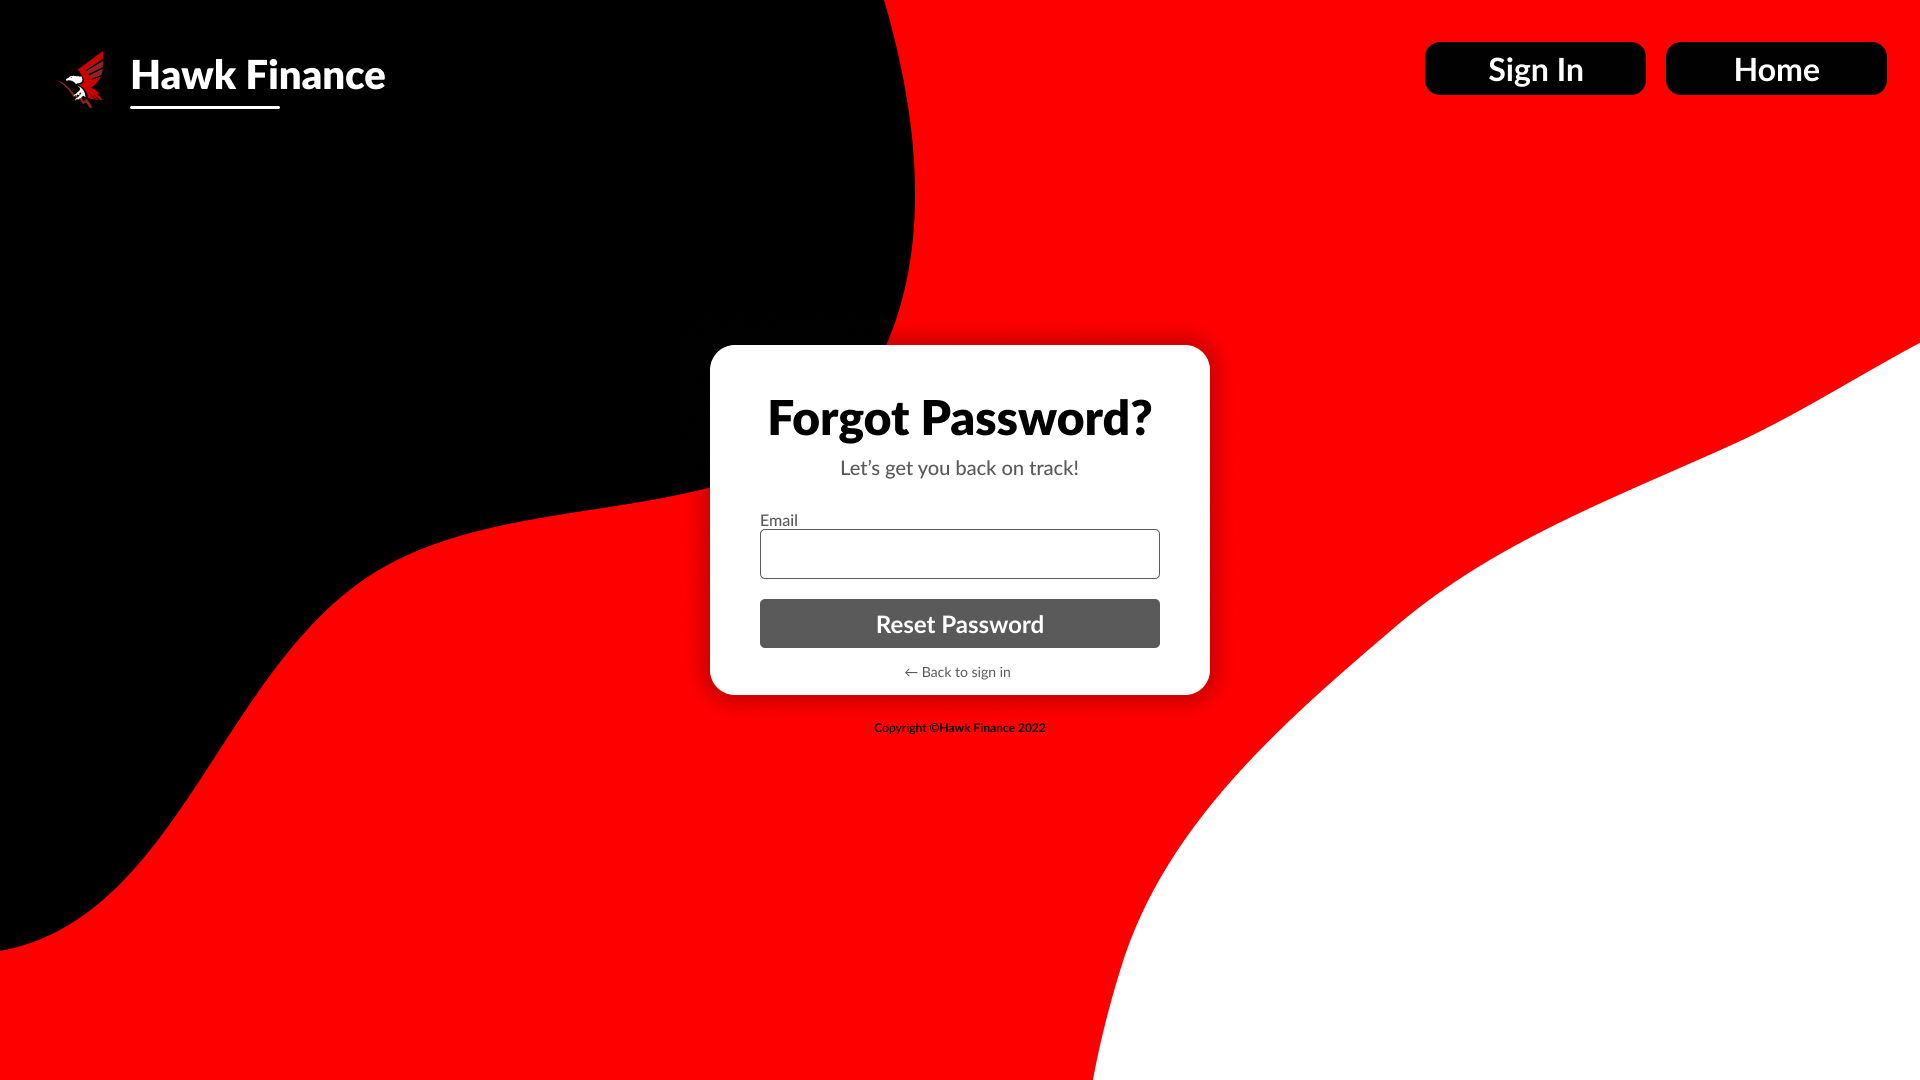 Hawk Finance
Sign In
Home
Forgot Password?
Let's get you back on track!
Email
Reset Password
← Back to sign in
Copyright ©Hawk Finance 2022